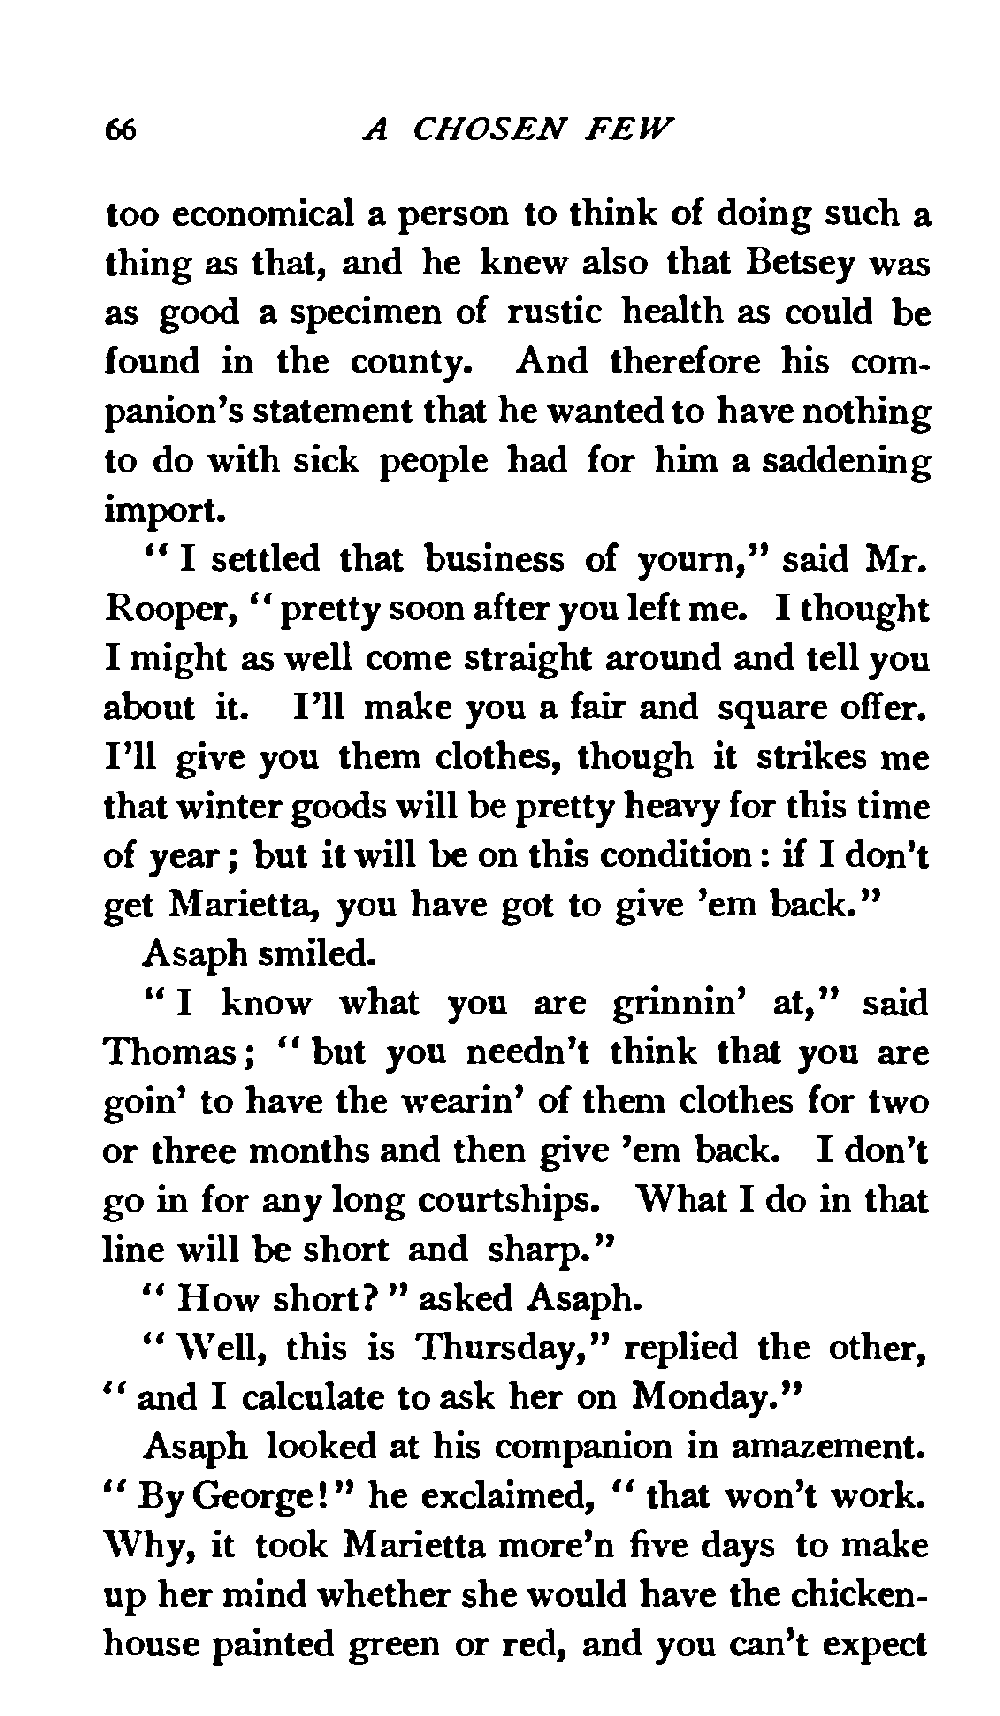 66 A CHOSEN FEW
too economical a person to think of doing such a
thing as that, and he knew also that Betsey was
as good a specimen of rustic health as could be
found in the county. And therefore his com-
panion's statement that he wanted to have nothing
to do with sick people had for him a saddening
import.
"I settled that business of yourn," said Mr.
Rooper, "pretty soon after you left me. I thought
I might as well come straight around and tell you
about it. I'll make you a fair and square offer.
I'll give you them clothes, though it strikes me
that winter goods will be pretty heavy for this time
of year; but it will be on this condition: if I don't
get Marietta, you have got to give 'em back."
Asaph smiled.
"I know what you are grinnin' at," said
Thomas; "but you needn't think that you are
goin' to have the wearin' of them clothes for two
or three months and then give 'em back. I don't
go in for any long courtships. What I do in that
line will be short and sharp."
"How short?" asked Asaph.
"Well, this is Thursday," replied the other,
"and I calculate to ask her on Monday."
Asaph looked at his companion in amazement.
"By George!" he exclaimed, "that won't work.
Why, it took Marietta more'n five days to make
up her mind whether she would have the chicken-
house painted green or red, and you can't expect